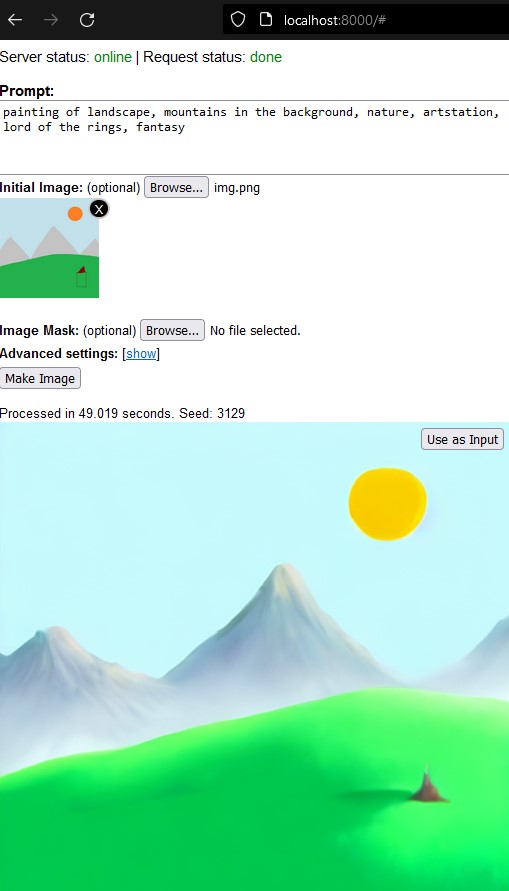 localhost:8000/#
Server status: online | Request status: done
Prompt:
painting of landscape, mountains in the background, nature, artstation,
lord of the rings, fantasy
Initial Image: (optional) Browse... img.png
X
Image Mask: (optional) Browse... No file selected.
Advanced settings: [show]
Make Image
Processed in 49.019 seconds. Seed: 3129
Use as Input